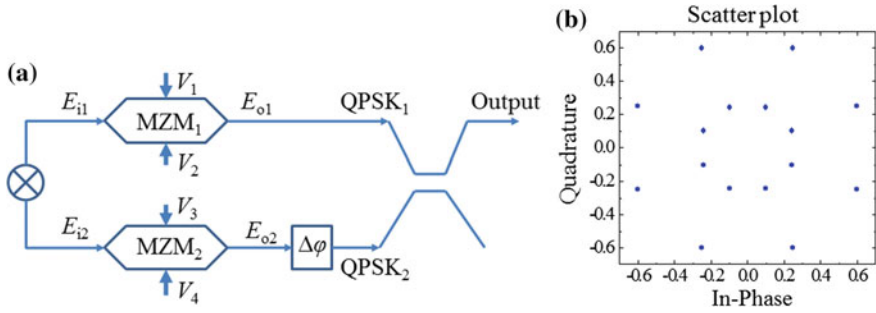 (a)
V1
Ei1
MZM1
Eo1
QPSK1
Output
V2
V3
Ei2
MZM2
Eo2
Δφ
QPSK2
V4
(b)
Scatter plot
Quadrature
0.6
0.4
0.2
0.0
-0.2
-0.4
-0.6
-0.6 -0.4 -0.2 0.0 0.2 0.4 0.6
In-Phase